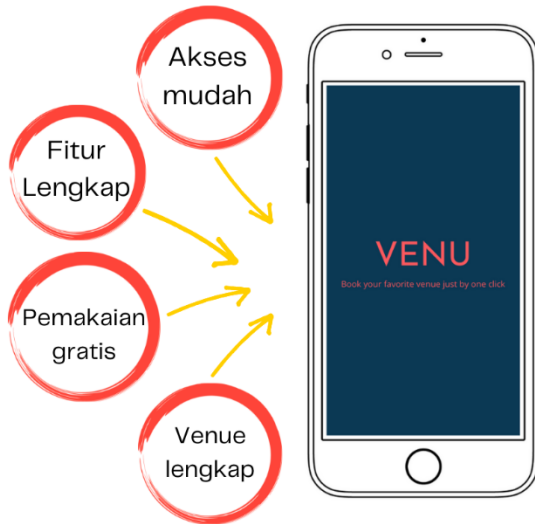 Akses
mudah
Fitur
Lengkap
Pemakaian
gratis
Venue
lengkap
VENU
Book your favorite venue just by one click